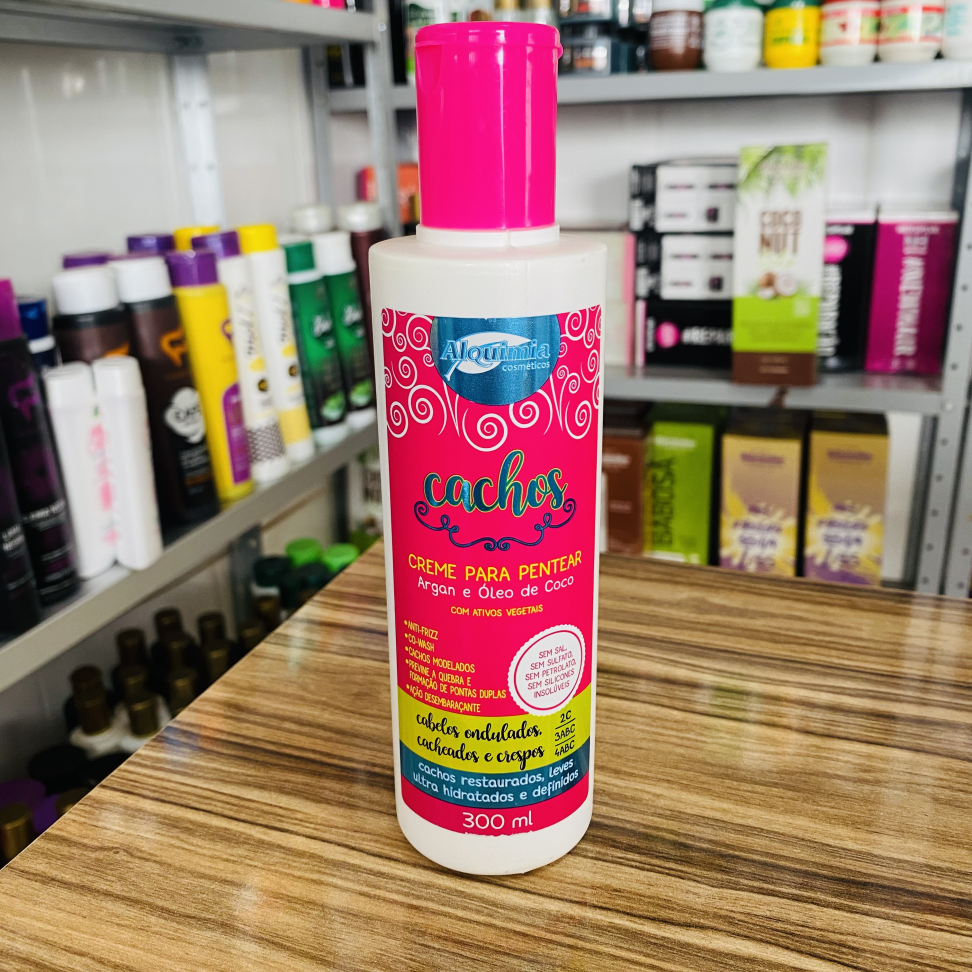 Alquimia
cosméticos
cachos
CREME PARA PENTEAR
Argan e Óleo de Coco
COM ATIVOS VEGETAIS
•ANTI-FRIZZ
•CO-WASH
•CACHOS MODELADOS
•PREVINE A QUEBRA E
FORMAÇÃO DE PONTAS DUPLAS
•AÇÃO DESEMBARAÇANTE
SEM SAL,
SEM SULFATO,
SEM PETROLATO,
SEM SILICONES
INSOLÚVEIS
cabelos ondulados,
cacheados e crespos
2C
3ABC
4ABC
cachos restaurados, leves
ultra hidratados e definidos
300 ml
COCO
NUT
BABOSA